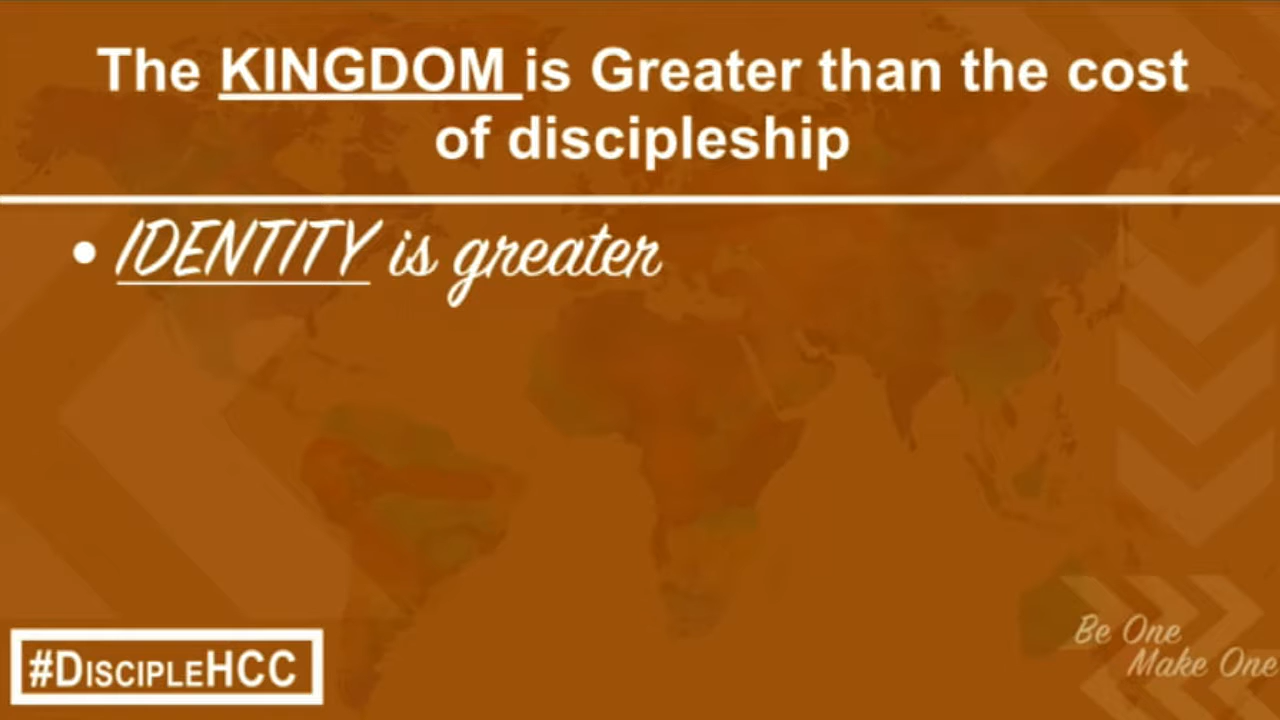 The KINGDOM is Greater than the cost
of discipleship
• IDENTITY is greater
#DISCIPLEHCC
Be One
Make One